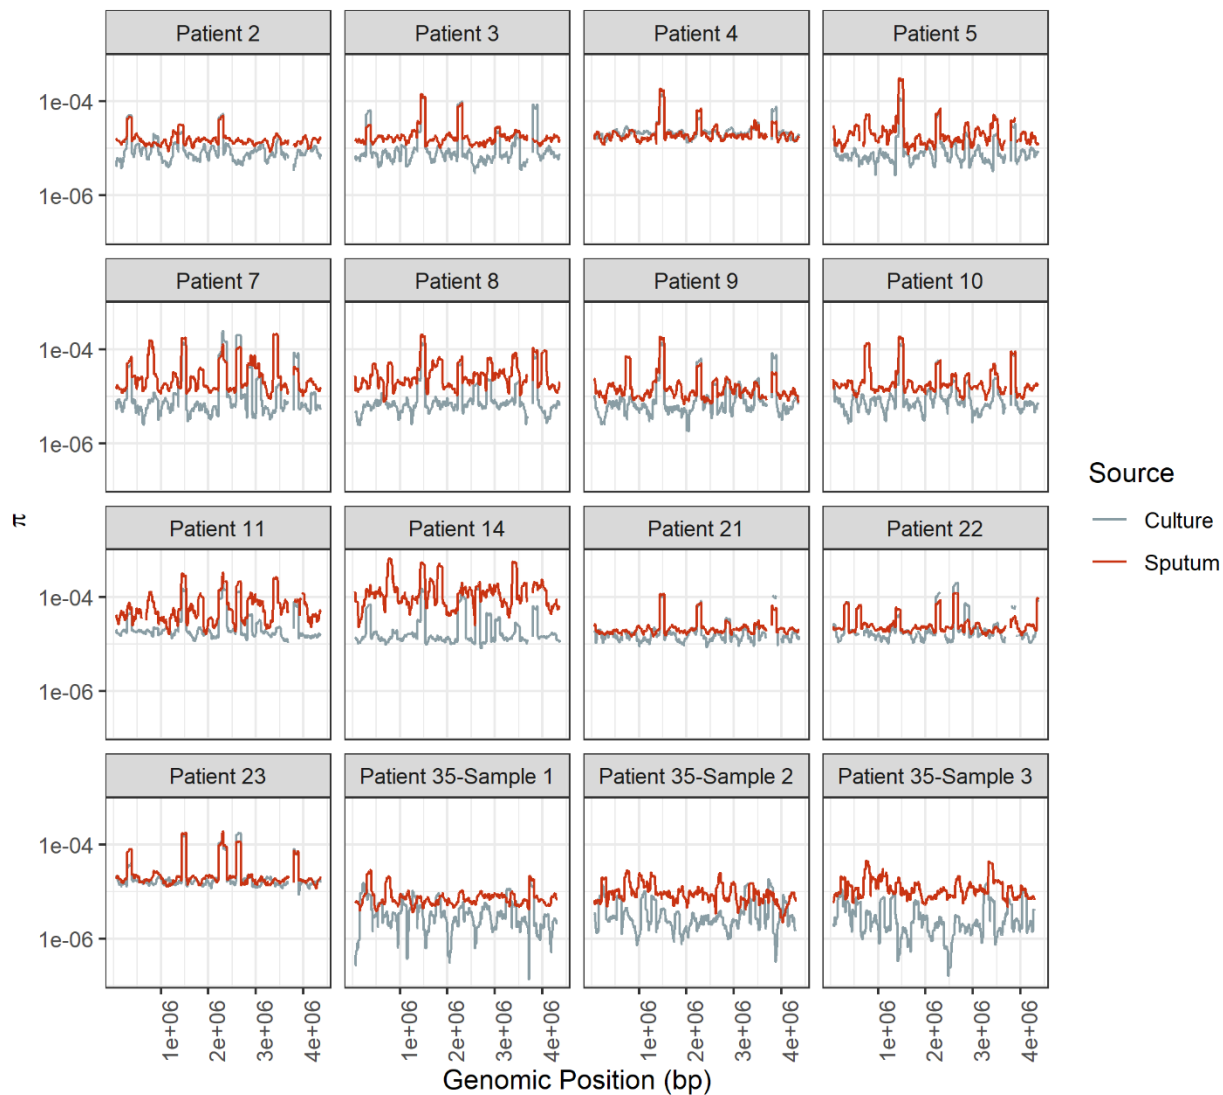 Patient 2 Patient 3 Patient 4 Patient 5
1e-04
1e-06
Patient 7 Patient 8 Patient 9 Patient 10
1e-04
1e-06
Patient 11 Patient 14 Patient 21 Patient 22
1e-04
1e-06
Patient 23 Patient 35-Sample 1 Patient 35-Sample 2 Patient 35-Sample 3
1e-04
1e-06
π
1e+06 2e+06 3e+06 4e+06 1e+06 2e+06 3e+06 4e+06 1e+06 2e+06 3e+06 4e+06 1e+06 2e+06 3e+06 4e+06
Genomic Position (bp)
Source
Culture
Sputum